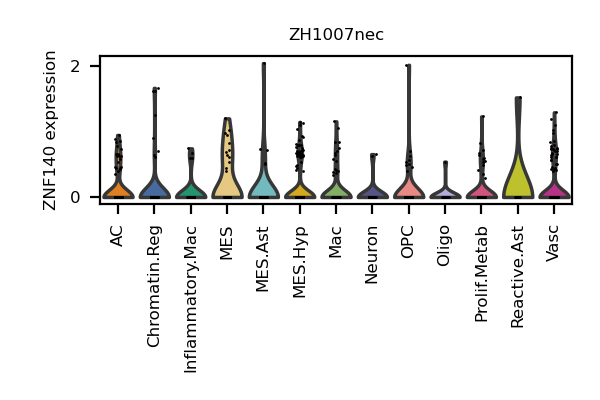 ZH1007nec
ZNF140 expression
2
0
AC
Chromatin.Reg
Inflammatory.Mac
MES
MES.Ast
MES.Hyp
Mac
Neuron
OPC
Oligo
Prolif.Metab
Reactive.Ast
Vasc